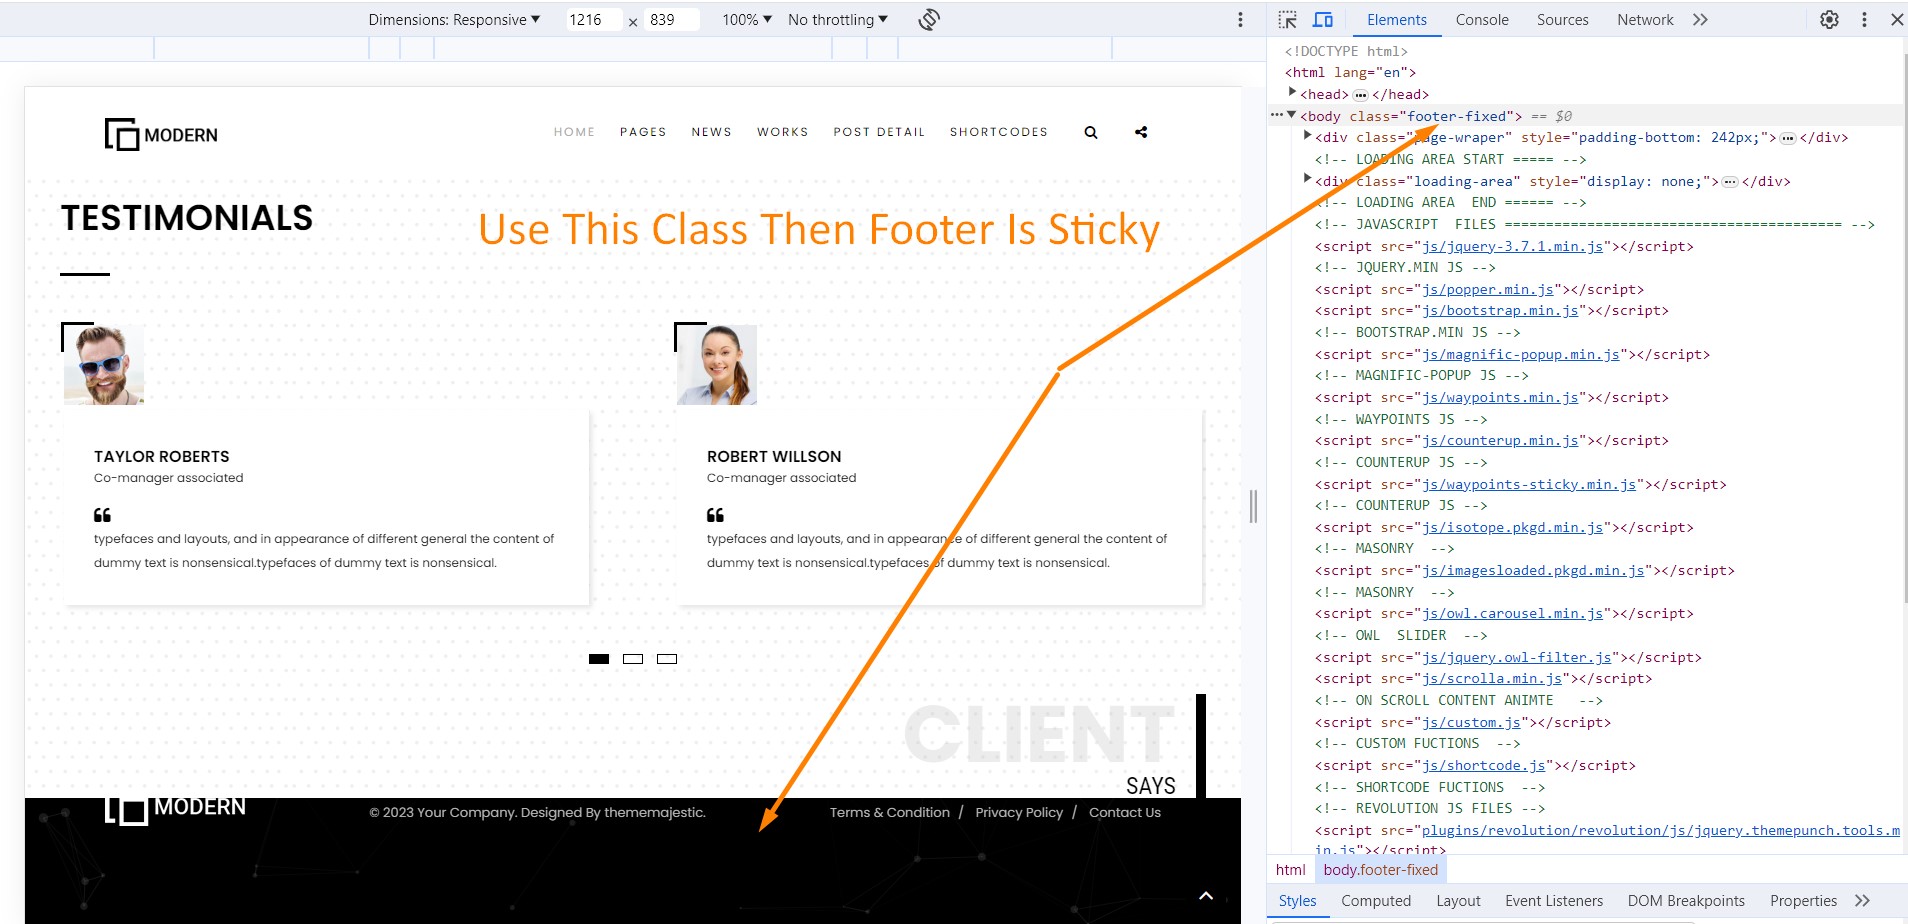 Dimensions: Responsive ▼ 1216 × 839 100% ▼ No throttling ▼
MODERN
HOME PAGES NEWS WORKS POST DETAIL SHORTCODES
TESTIMONIALS
Use This Class Then Footer Is Sticky
TAYLOR ROBERTS
Co-manager associated
typefaces and layouts, and in appearance of different general the content of
dummy text is nonsensical.typefaces of dummy text is nonsensical.
ROBERT WILLSON
Co-manager associated
typefaces and layouts, and in appearance of different general the content of
dummy text is nonsensical.typefaces of dummy text is nonsensical.
CLIENT
SAYS
MODERN
© 2023 Your Company. Designed By thememajestic.
Terms & Condition / Privacy Policy / Contact Us
Elements Console Sources Network
<!DOCTYPE html>
<html lang="en">
<head> … </head>
<body class="footer-fixed"> == $0
<div class="page-wraper" style="padding-bottom: 242px;"> … </div>
<!-- LOADING AREA START ===== -->
<div class="loading-area" style="display: none;"> … </div>
<!-- LOADING AREA  END ====== -->
<!-- JAVASCRIPT  FILES ========================================= -->
<script src="js/jquery-3.7.1.min.js"></script>
<!-- JQUERY.MIN JS -->
<script src="js/popper.min.js"></script>
<script src="js/bootstrap.min.js"></script>
<!-- BOOTSTRAP.MIN JS -->
<script src="js/magnific-popup.min.js"></script>
<!-- MAGNIFIC-POPUP JS -->
<script src="js/waypoints.min.js"></script>
<!-- WAYPOINTS JS -->
<script src="js/counterup.min.js"></script>
<!-- COUNTERUP JS -->
<script src="js/waypoints-sticky.min.js"></script>
<!-- COUNTERUP JS -->
<script src="js/isotope.pkgd.min.js"></script>
<!-- MASONRY  -->
<script src="js/imagesloaded.pkgd.min.js"></script>
<!-- MASONRY  -->
<script src="js/owl.carousel.min.js"></script>
<!-- OWL  SLIDER  -->
<script src="js/jquery.owl-filter.js"></script>
<script src="js/scrolla.min.js"></script>
<!-- ON SCROLL CONTENT ANIMTE   -->
<script src="js/custom.js"></script>
<!-- CUSTOM FUCTIONS  -->
<script src="js/shortcode.js"></script>
<!-- SHORTCODE FUCTIONS  -->
<!-- REVOLUTION JS FILES -->
<script src="plugins/revolution/revolution/js/jquery.themepunch.tools.m
in.js"></script>
html body.footer-fixed
Styles Computed Layout Event Listeners DOM Breakpoints Properties